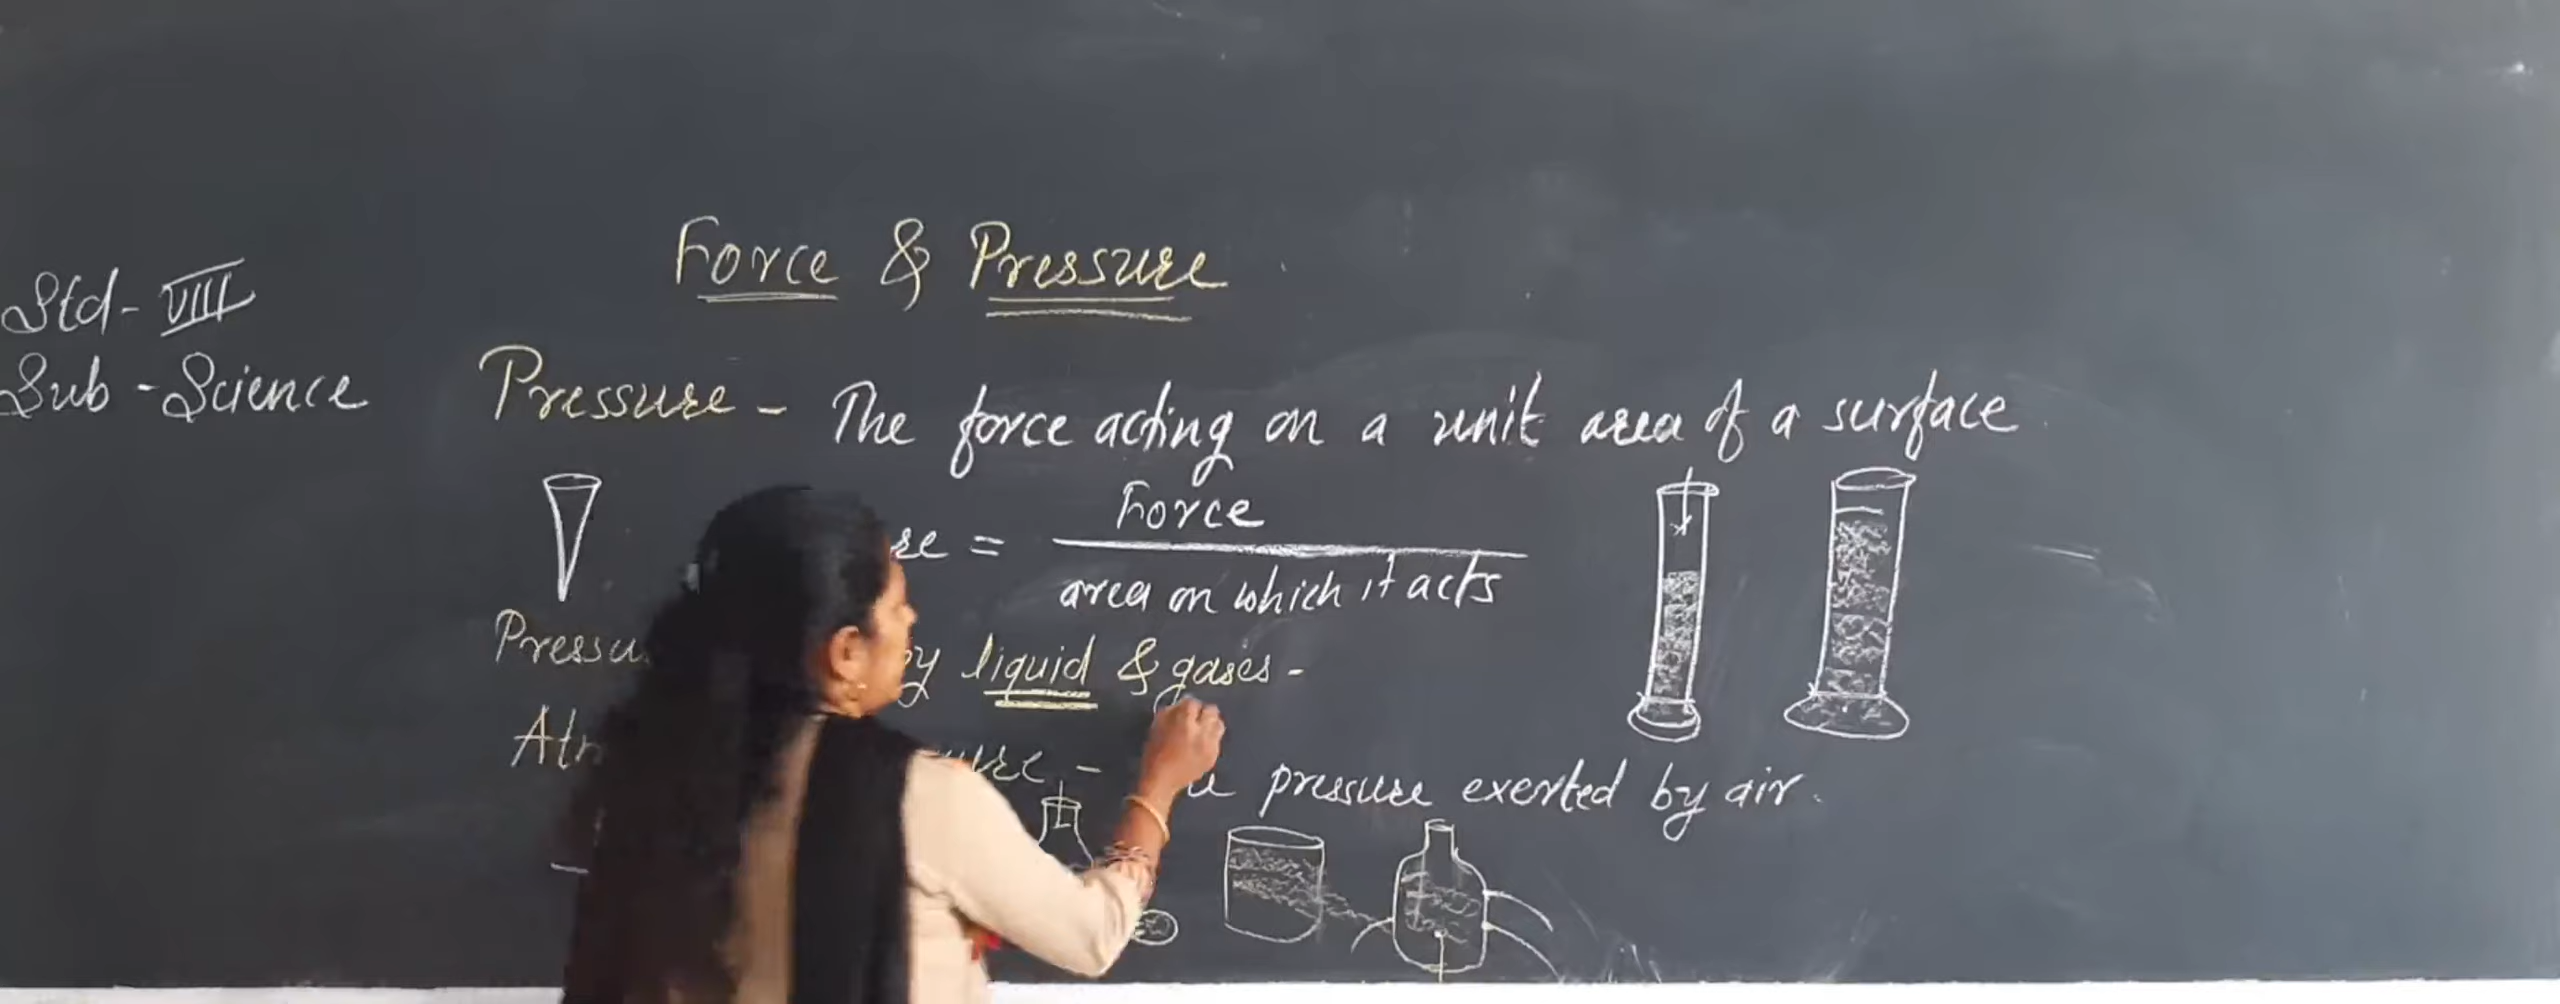 Force & Pressure
Std - VIII
Sub - Science
Pressure - The force acting on a unit area of a surface.
= Force
area on which it acts
by liquid & gases -
- pressure exerted by air.